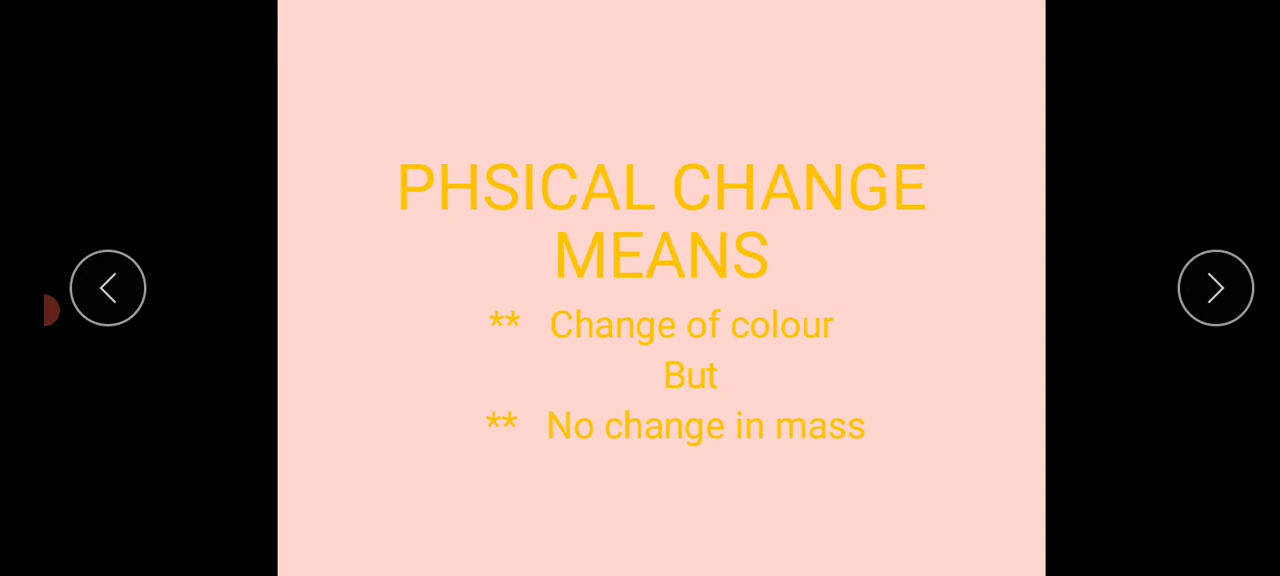 PHSICAL CHANGE
MEANS
** Change of colour
But
** No change in mass